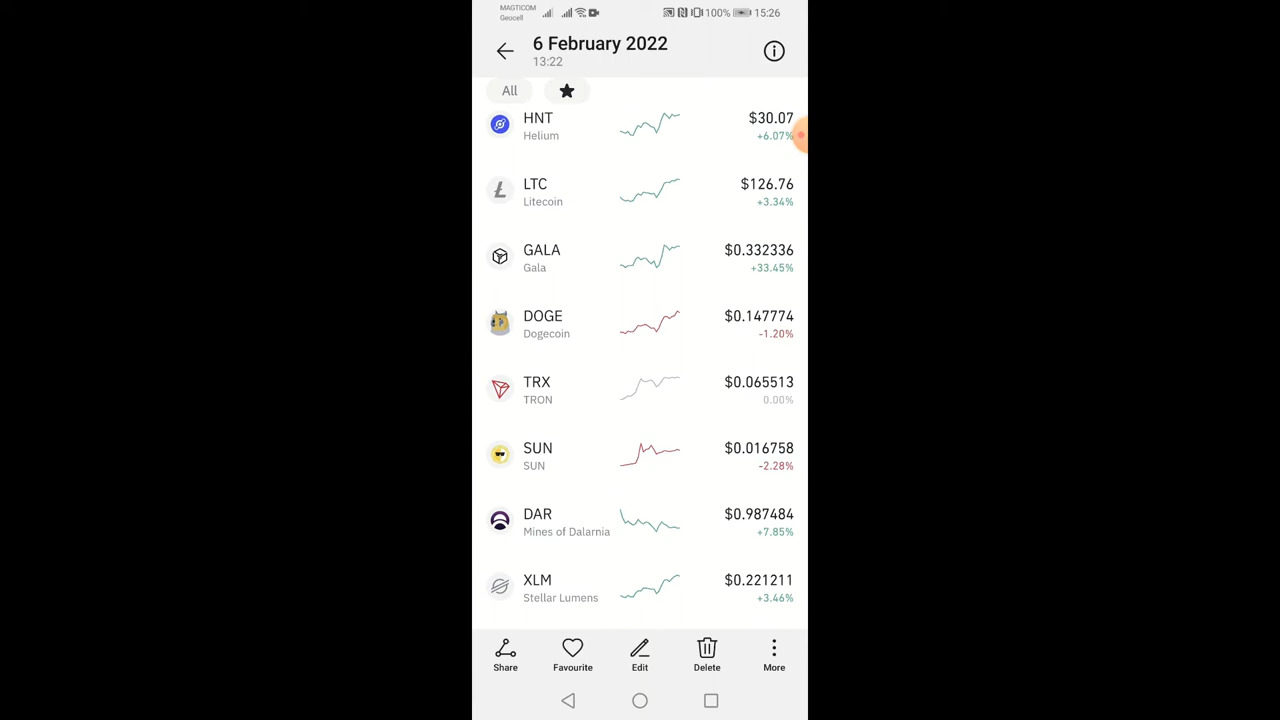 MAGTICOM
Geocell
100%
15:26
6 February 2022
13:22
All
HNT
$30.07
Helium
+6.07%
LTC
$126.76
Litecoin
+3.34%
GALA
$0.332336
Gala
+33.45%
DOGE
$0.147774
Dogecoin
-1.20%
TRX
$0.065513
TRON
0.00%
SUN
$0.016758
SUN
-2.28%
DAR
$0.987484
Mines of Dalarnia
+7.85%
XLM
$0.221211
Stellar Lumens
+3.46%
Share
Favourite
Edit
Delete
More